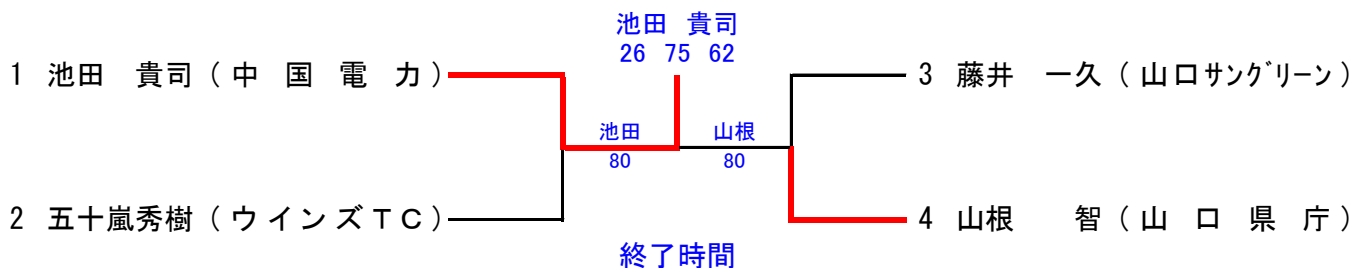 池田 貴司
26 75 62
1 池田 貴司（中国電力）
3 藤井 一久（山口サングリーン）
池田
山根
80
80
2 五十嵐秀樹（ウインズＴＣ）
4 山根 智（山口県庁）
終了時間